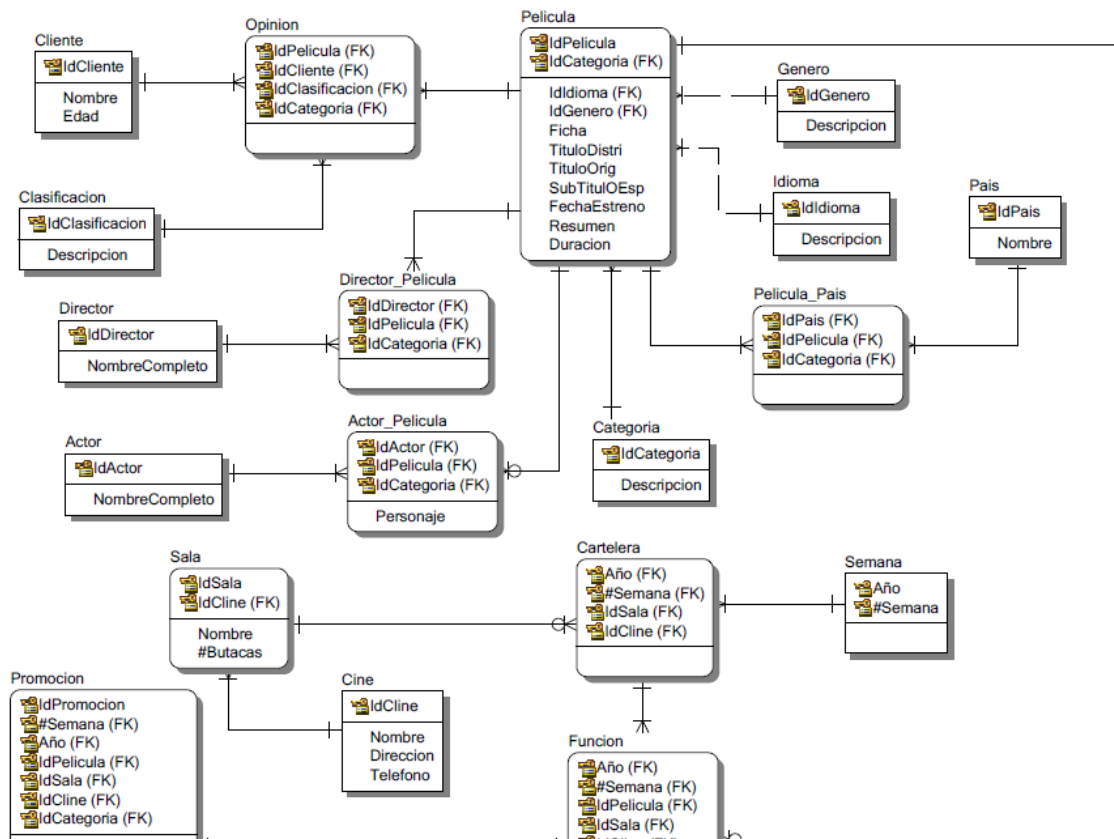 Pelicula
IdPelicula
IdCategoria (FK)
IdIdioma (FK)
IdGenero (FK)
Ficha
TituloDistri
TituloOrig
SubTitulOEsp
FechaEstreno
Resumen
Duracion
Opinion
IdPelicula (FK)
IdCliente (FK)
IdClasificacion (FK)
IdCategoria (FK)
Cliente
IdCliente
Nombre
Edad
Genero
IdGenero
Descripcion
Clasificacion
IdClasificacion
Descripcion
Idioma
IdIdioma
Descripcion
Pais
IdPais
Nombre
Director_Pelicula
IdDirector (FK)
IdPelicula (FK)
IdCategoria (FK)
Director
IdDirector
NombreCompleto
Pelicula_Pais
IdPais (FK)
IdPelicula (FK)
IdCategoria (FK)
Actor_Pelicula
IdActor (FK)
IdPelicula (FK)
IdCategoria (FK)
Personaje
Actor
IdActor
NombreCompleto
Categoria
IdCategoria
Descripcion
Sala
IdSala
IdCline (FK)
Nombre
#Butacas
Cartelera
Año (FK)
#Semana (FK)
IdSala (FK)
IdCline (FK)
Semana
Año
#Semana
Promocion
IdPromocion
#Semana (FK)
Año (FK)
IdPelicula (FK)
IdSala (FK)
IdCline (FK)
IdCategoria (FK)
Cine
IdCline
Nombre
Direccion
Telefono
Funcion
Año (FK)
#Semana (FK)
IdPelicula (FK)
IdSala (FK)